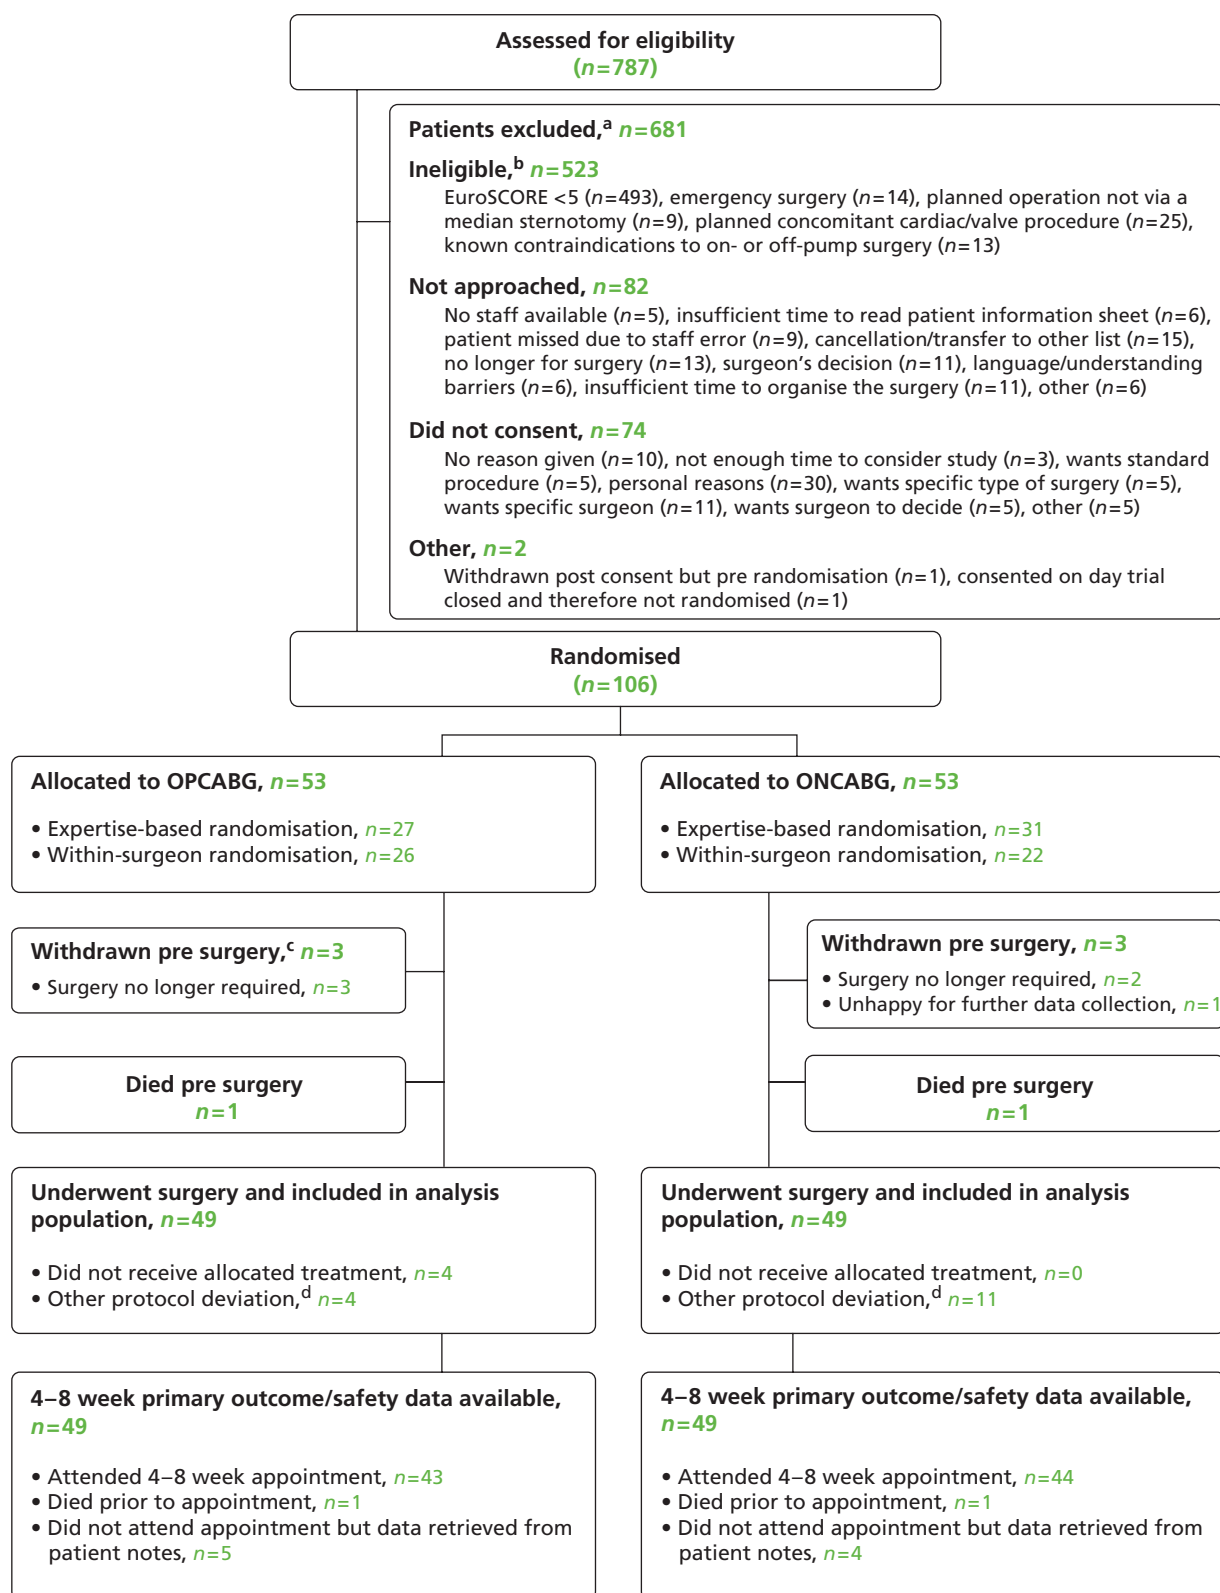 Assessed for eligibility
(n=787)
Patients excluded,a n=681
Ineligible,b n=523
EuroSCORE <5 (n=493), emergency surgery (n=14), planned operation not via a
median sternotomy (n=9), planned concomitant cardiac/valve procedure (n=25),
known contraindications to on- or off-pump surgery (n=13)
Not approached, n=82
No staff available (n=5), insufficient time to read patient information sheet (n=6),
patient missed due to staff error (n=9), cancellation/transfer to other list (n=15),
no longer for surgery (n=13), surgeon's decision (n=11), language/understanding
barriers (n=6), insufficient time to organise the surgery (n=11), other (n=6)
Did not consent, n=74
No reason given (n=10), not enough time to consider study (n=3), wants standard
procedure (n=5), personal reasons (n=30), wants specific type of surgery (n=5),
wants specific surgeon (n=11), wants surgeon to decide (n=5), other (n=5)
Other, n=2
Withdrawn post consent but pre randomisation (n=1), consented on day trial
closed and therefore not randomised (n=1)
Randomised
(n=106)
Allocated to OPCABG, n=53
• Expertise-based randomisation, n=27
• Within-surgeon randomisation, n=26
Allocated to ONCABG, n=53
• Expertise-based randomisation, n=31
• Within-surgeon randomisation, n=22
Withdrawn pre surgery,c n=3
• Surgery no longer required, n=3
Withdrawn pre surgery, n=3
• Surgery no longer required, n=2
• Unhappy for further data collection, n=1
Died pre surgery
n=1
Died pre surgery
n=1
Underwent surgery and included in analysis
population, n=49
• Did not receive allocated treatment, n=4
• Other protocol deviation,d n=4
Underwent surgery and included in analysis
population, n=49
• Did not receive allocated treatment, n=0
• Other protocol deviation,d n=11
4–8 week primary outcome/safety data available,
n=49
• Attended 4–8 week appointment, n=43
• Died prior to appointment, n=1
• Did not attend appointment but data retrieved from
patient notes, n=5
4–8 week primary outcome/safety data available,
n=49
• Attended 4–8 week appointment, n=44
• Died prior to appointment, n=1
• Did not attend appointment but data retrieved from
patient notes, n=4